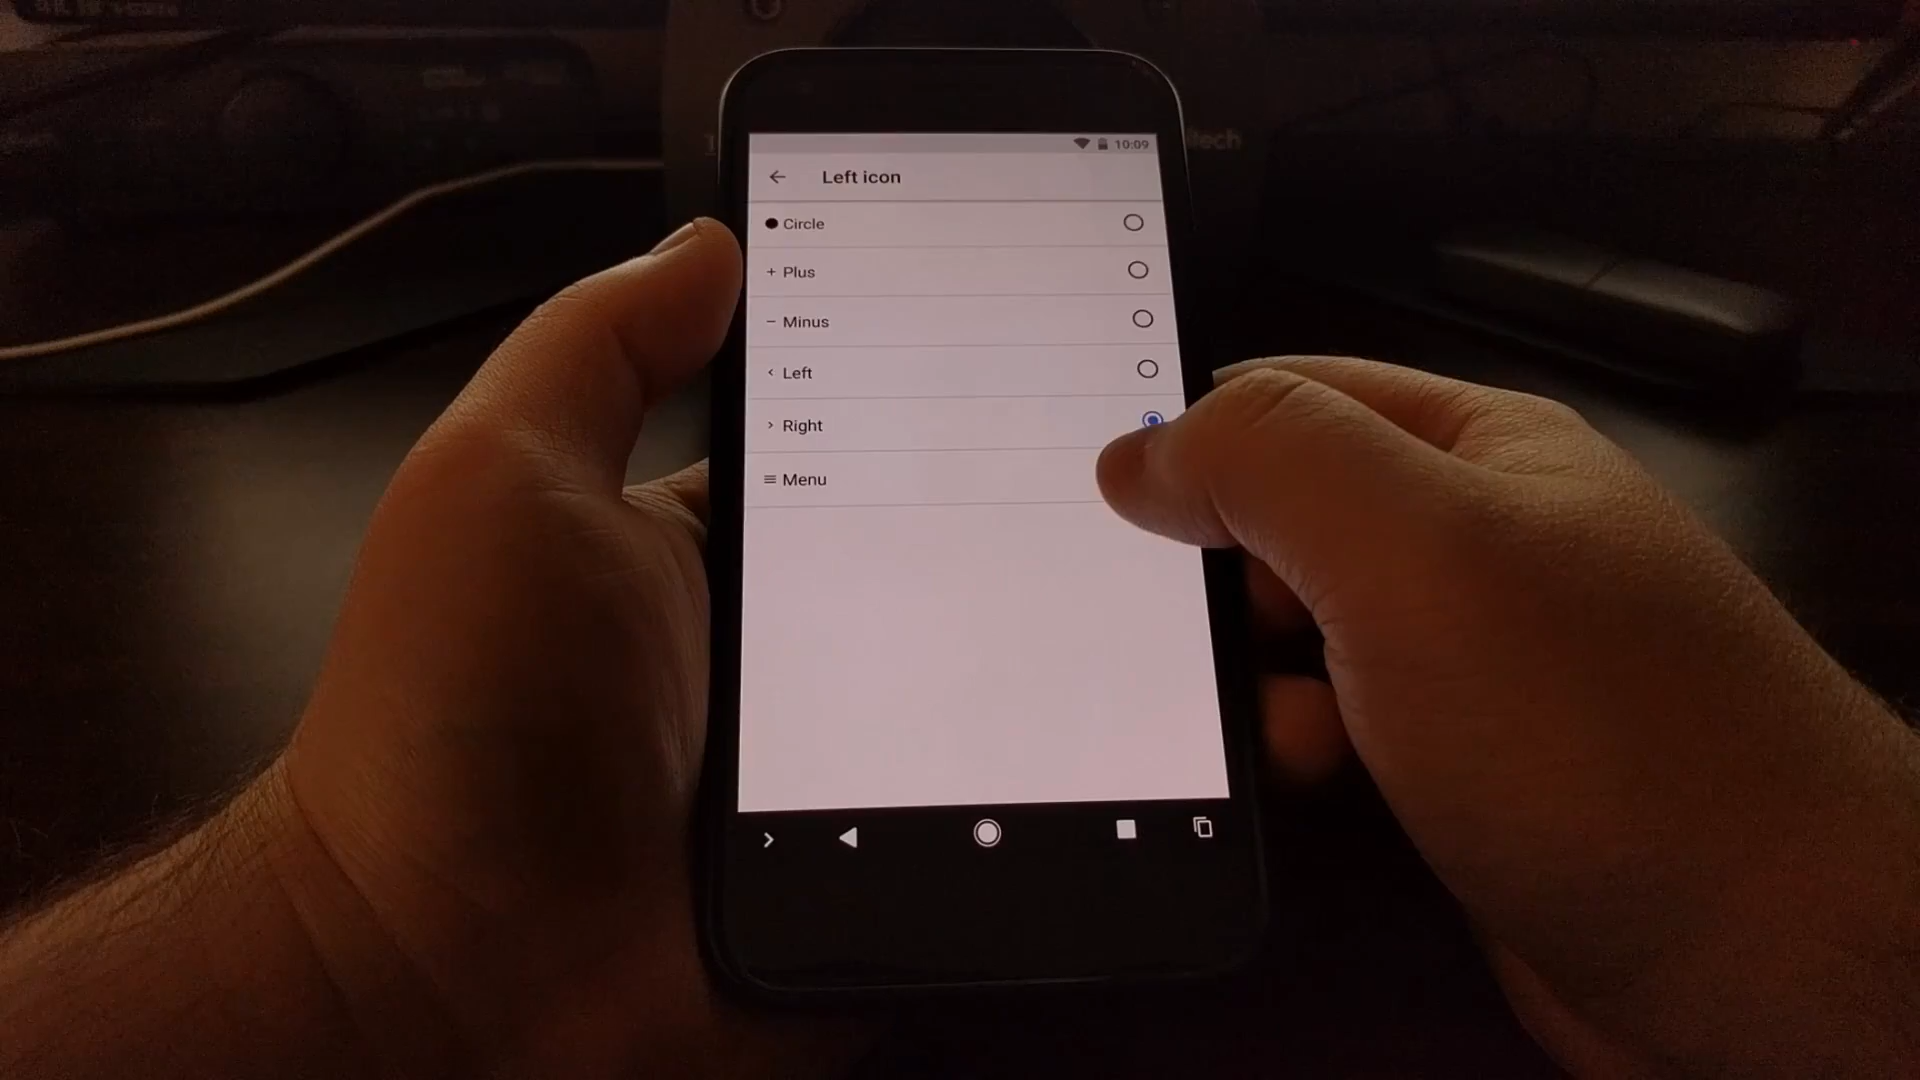 10:09
Left icon
Circle
+ Plus
− Minus
‹ Left
› Right
Menu